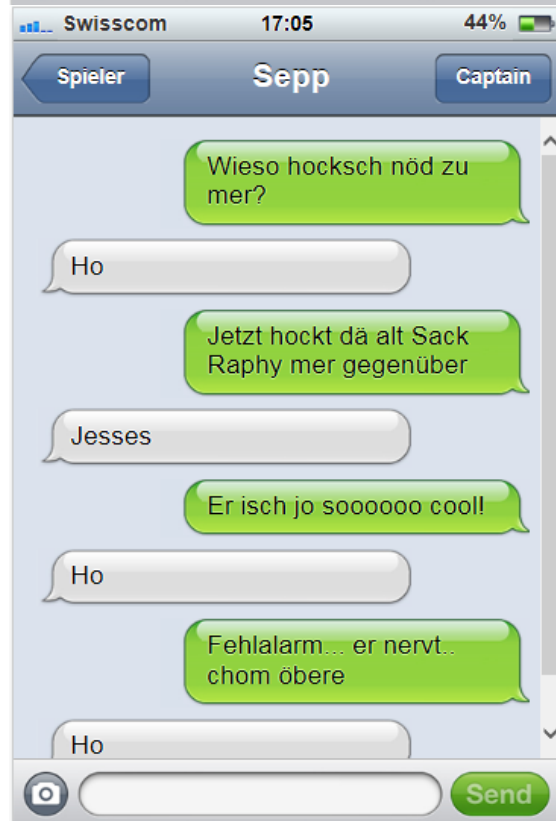 Swisscom 17:05 44%
Spieler Sepp Captain
Wieso hocksch nöd zu
mer?
Ho
Jetzt hockt dä alt Sack
Raphy mer gegenüber
Jesses
Er isch jo soooooo cool!
Ho
Fehlalarm... er nervt..
chom öbere
Ho
Send